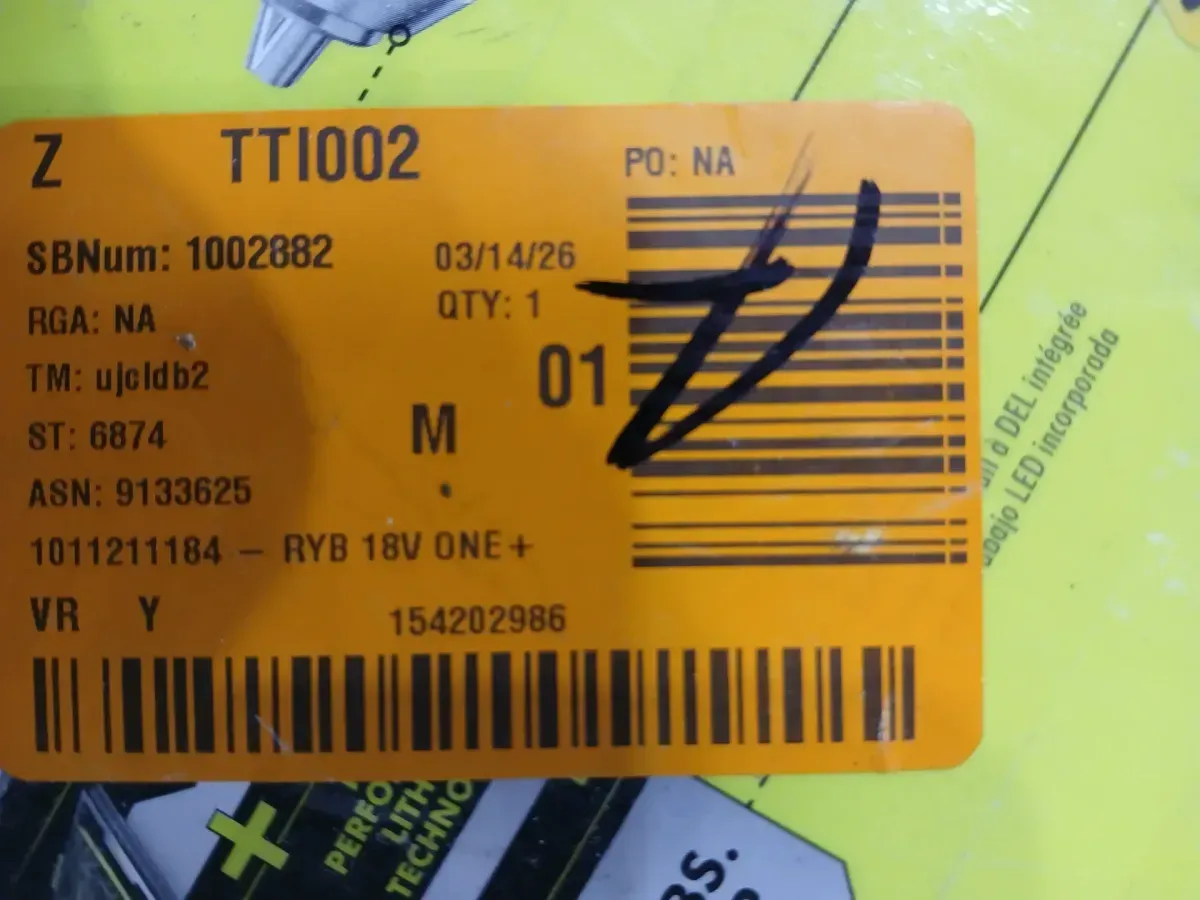 Z TTI002 PO: NA
SBNum: 1002882 03/14/26
RGA: NA QTY: 1
TM: ujcldb2 01
ST: 6874 M
ASN: 9133625
1011211184 – RYB 18V ONE+
VR Y 154202986
à DEL intégrée
LED incorporada